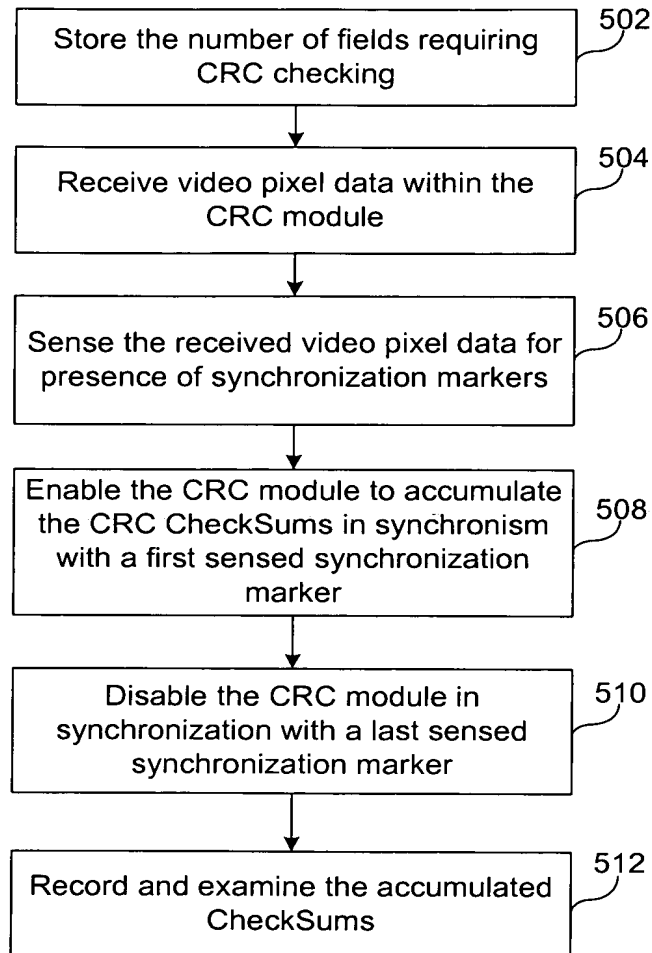 502
Store the number of fields requiring
CRC checking
504
Receive video pixel data within the
CRC module
506
Sense the received video pixel data for
presence of synchronization markers
Enable the CRC module to accumulate
the CRC CheckSums in synchronism
508
with a first sensed synchronization
marker
Disable the CRC module in
510
synchronization with a last sensed
synchronization marker
512
Record and examine the accumulated
CheckSums